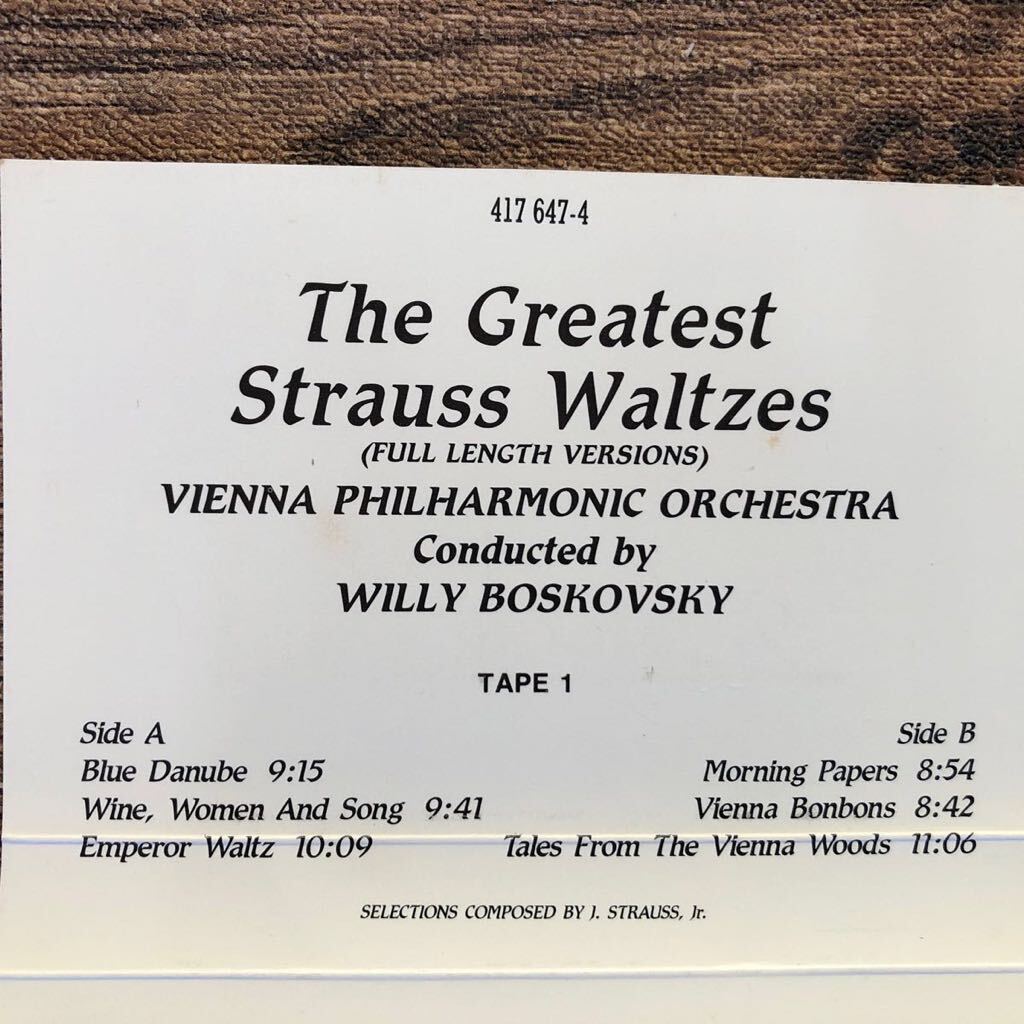 417 647-4
The Greatest
Strauss Waltzes
(FULL LENGTH VERSIONS)
VIENNA PHILHARMONIC ORCHESTRA
Conducted by
WILLY BOSKOVSKY
TAPE 1
Side A
Blue Danube 9:15
Wine, Women And Song 9:41
Emperor Waltz 10:09
Side B
Morning Papers 8:54
Vienna Bonbons 8:42
Tales From The Vienna Woods 11:06
SELECTIONS COMPOSED BY J. STRAUSS, Jr.